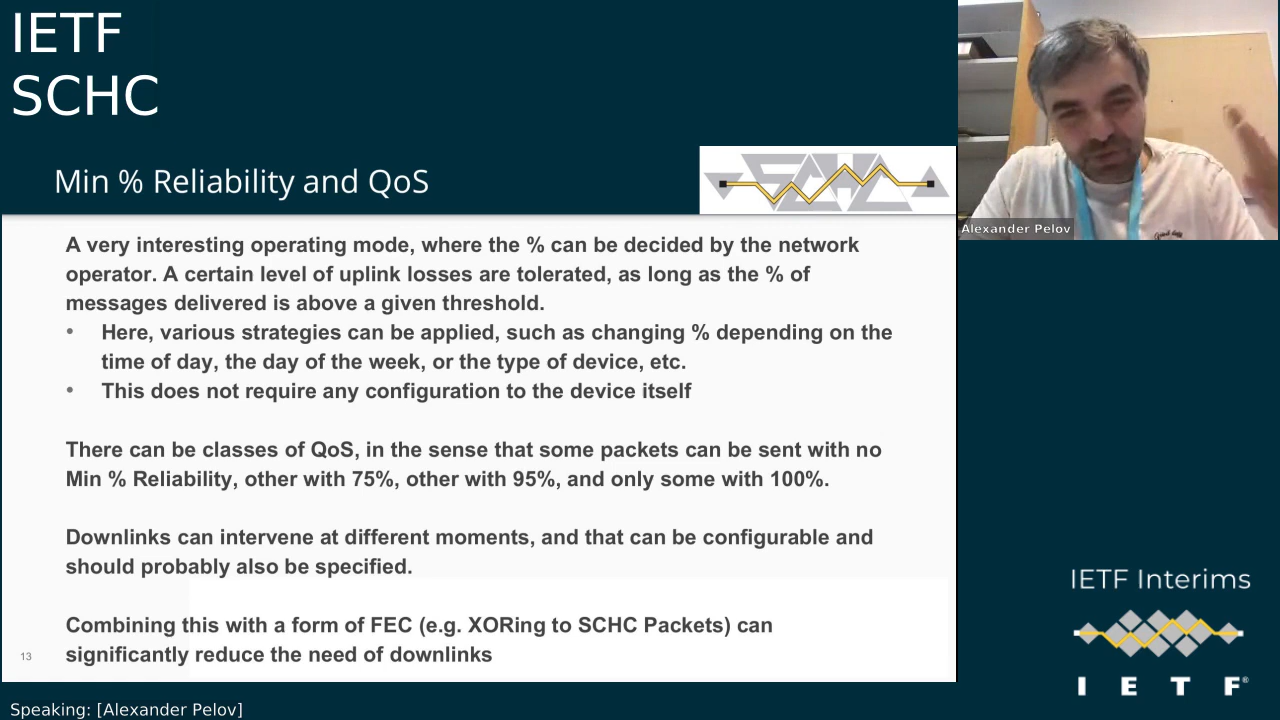 IETF
SCHC
Min % Reliability and QoS
SCHC
A very interesting operating mode, where the % can be decided by the network
operator. A certain level of uplink losses are tolerated, as long as the % of
messages delivered is above a given threshold.
• Here, various strategies can be applied, such as changing % depending on the
time of day, the day of the week, or the type of device, etc.
• This does not require any configuration to the device itself
There can be classes of QoS, in the sense that some packets can be sent with no
Min % Reliability, other with 75%, other with 95%, and only some with 100%.
Downlinks can intervene at different moments, and that can be configurable and
should probably also be specified.
Combining this with a form of FEC (e.g. XORing to SCHC Packets) can
significantly reduce the need of downlinks
13
Alexander Pelov
IETF Interims
I E T F®
Speaking: [Alexander Pelov]